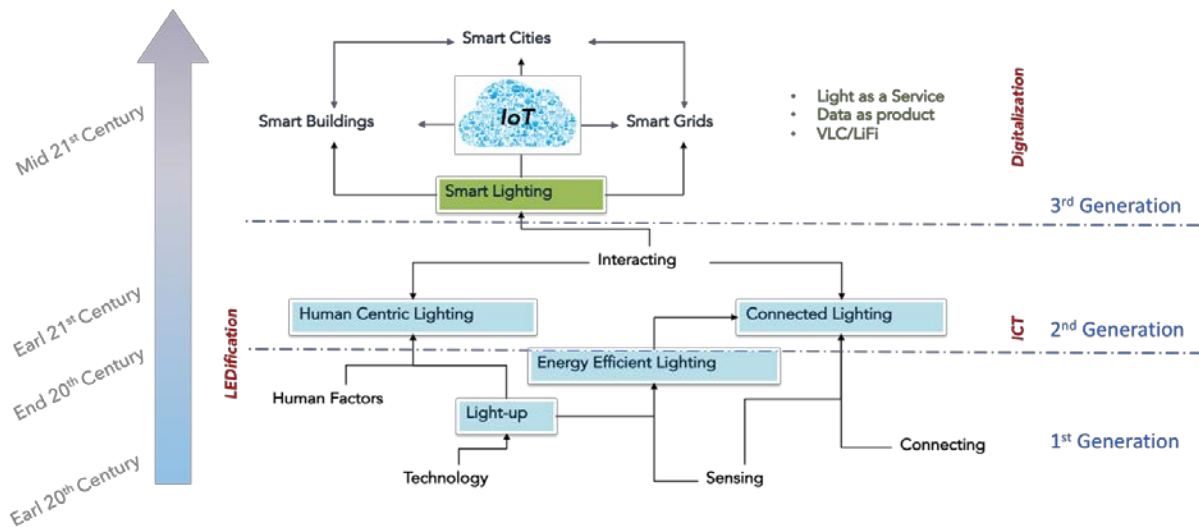 Smart Cities
IoT
Smart Buildings
Smart Grids
• Light as a Service
• Data as product
• VLC/LiFi
Digitalization
Mid 21st Century
Smart Lighting
3rd Generation
Interacting
Earl 21st Century
Human Centric Lighting
Connected Lighting
LEDification
ICT
2nd Generation
End 20th Century
Energy Efficient Lighting
Human Factors
Light-up
Connecting
1st Generation
Technology
Sensing
Earl 20th Century